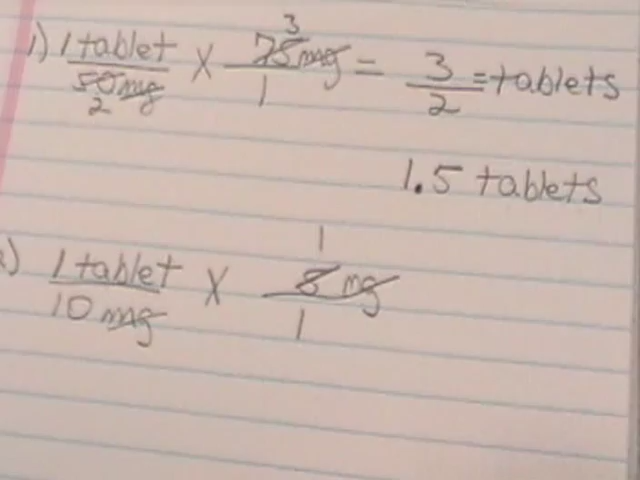 1) 1 tablet / 50 mg 2 X 3 75 mg / 1 = 3 / 2 = tablets
1.5 tablets
) 1 tablet / 10 mg X 1 mg / 1